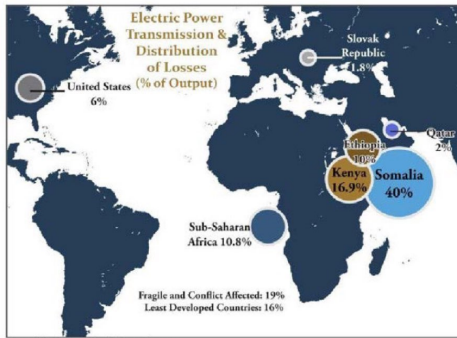 Electric Power
Transmission &
Distribution
of Losses
(% of Output)
Slovak
Republic
1.8%
United States
6%
Qatar
2%
Ethiopia
10%
Kenya
16.9%
Somalia
40%
Sub-Saharan
Africa 10.8%
Fragile and Conflict Affected: 19%
Least Developed Countries: 16%